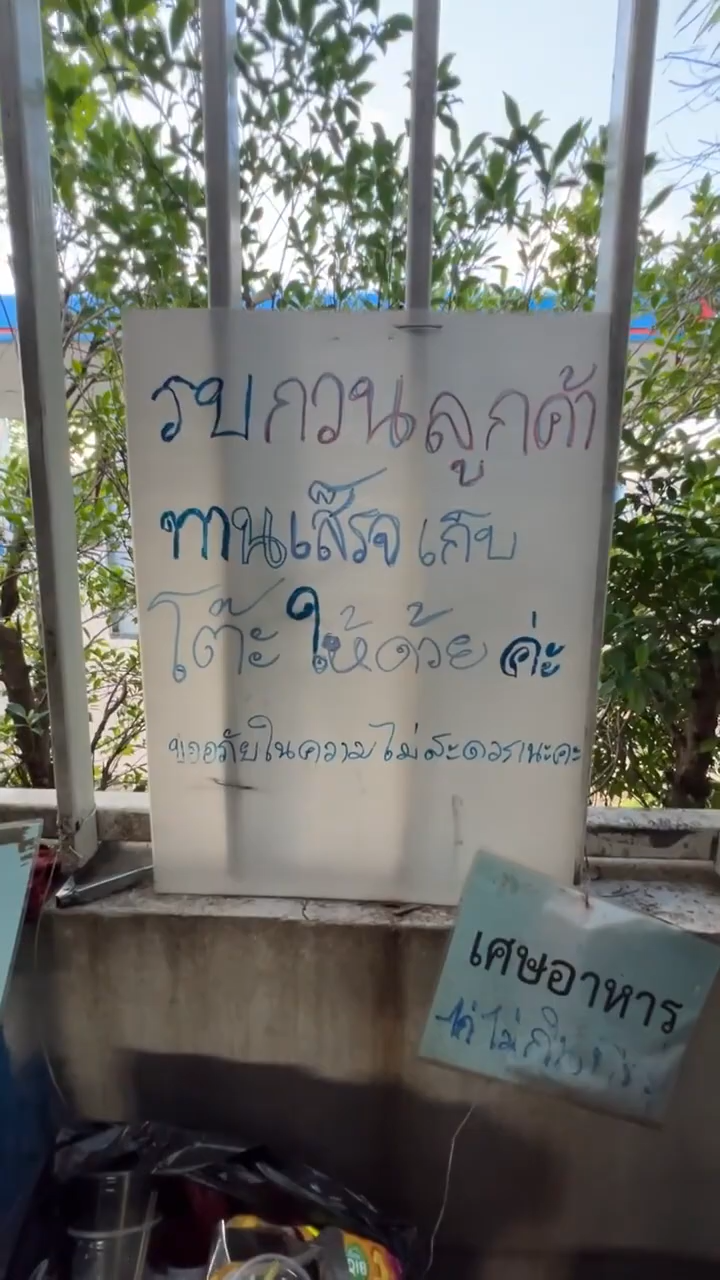 รบกวนลูกค้า
ทานเส็รจ เก็บ
โต๊ะ ให้ด้วย ค่ะ
ขออภัยในความไม่สะดวกนะคะ
เศษอาหาร
ไม่